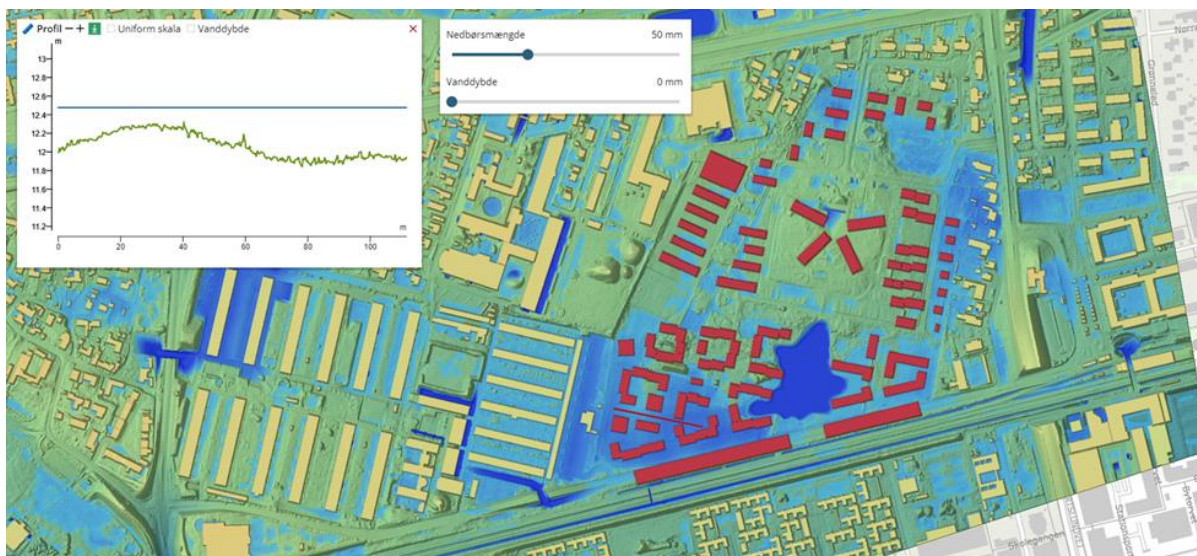 Profil Uniform skala Vanddybde
m
13
12.8
12.6
12.4
12.2
12
11.8
11.6
11.4
11.2
m
0 20 40 60 80 100
Nedbørsmængde 50 mm
Vanddybde 0 mm
Skolegangen